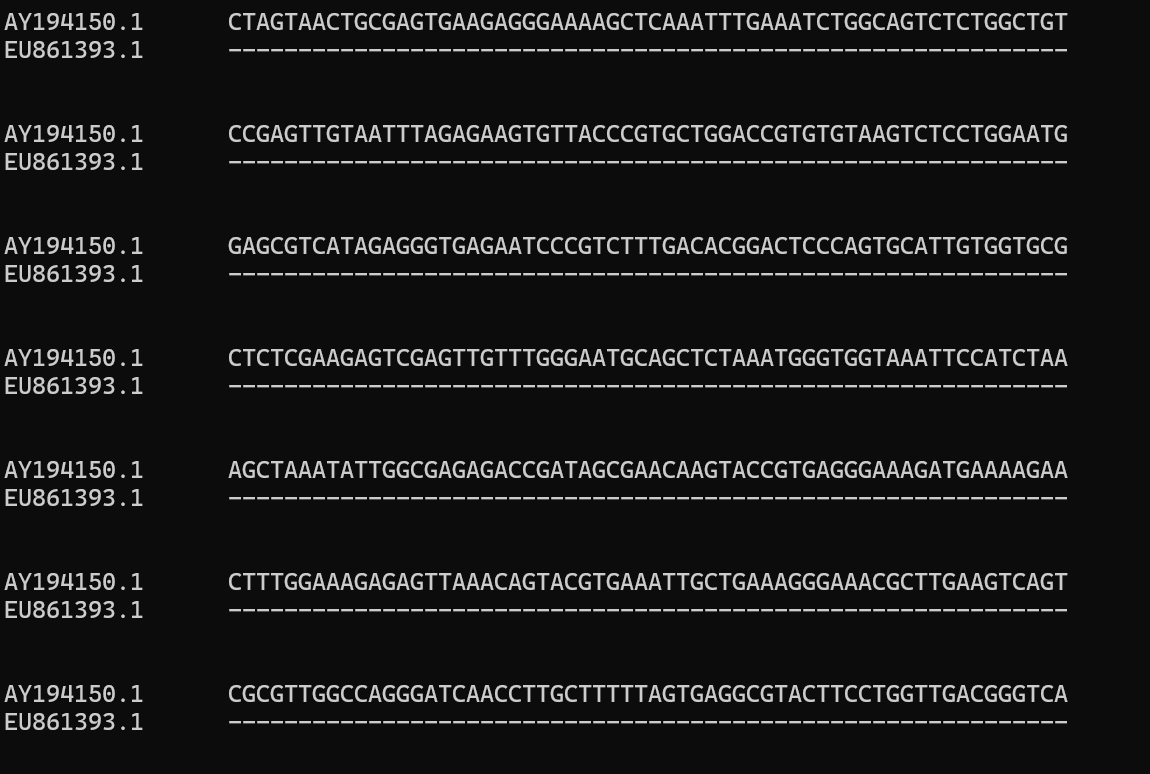 AY194150.1      CTAGTAACTGCGAGTGAAGAGGGAAAAGCTCAAATTTGAAATCTGGCAGTCTCTGGCTGT
EU861393.1      ------------------------------------------------------------
AY194150.1      CCGAGTTGTAATTTAGAGAAGTGTTACCCGTGCTGGACCGTGTGTAAGTCTCCTGGAATG
EU861393.1      ------------------------------------------------------------
AY194150.1      GAGCGTCATAGAGGGTGAGAATCCCGTCTTTGACACGGACTCCCAGTGCATTGTGGTGCG
EU861393.1      ------------------------------------------------------------
AY194150.1      CTCTCGAAGAGTCGAGTTGTTTGGGAATGCAGCTCTAAATGGGTGGTAAATTCCATCTAA
EU861393.1      ------------------------------------------------------------
AY194150.1      AGCTAAATATTGGCGAGAGACCGATAGCGAACAAGTACCGTGAGGGAAAGATGAAAAGAA
EU861393.1      ------------------------------------------------------------
AY194150.1      CTTTGGAAAGAGAGTTAAACAGTACGTGAAATTGCTGAAAGGGAAACGCTTGAAGTCAGT
EU861393.1      ------------------------------------------------------------
AY194150.1      CGCGTTGGCCAGGGATCAACCTTGCTTTTTAGTGAGGCGTACTTCCTGGTTGACGGGTCA
EU861393.1      ------------------------------------------------------------